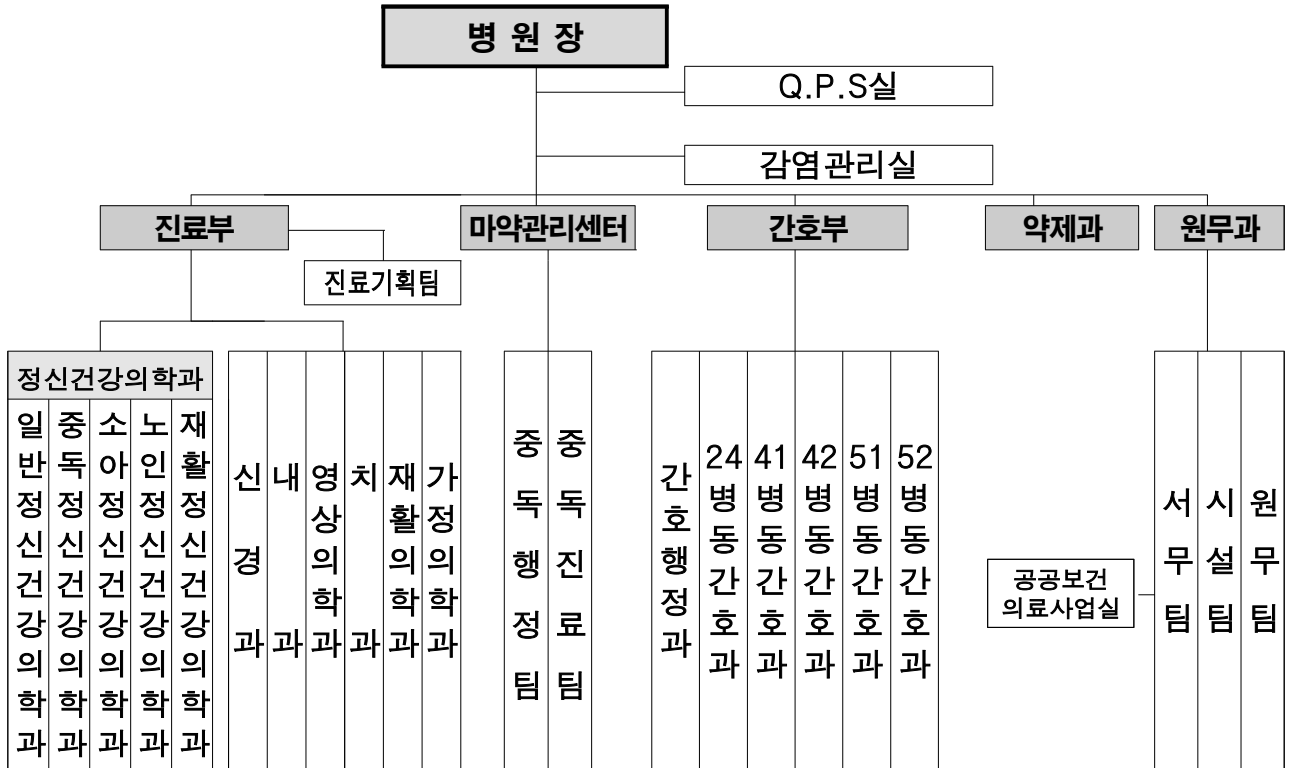 병 원 장
Q.P.S실
감염관리실
진료부
마약관리센터
간호부
약제과
원무과
진료기획팀
정신건강의학과
일반정신건강의학과
중독정신건강의학과
소아정신건강의학과
노인정신건강의학과
재활정신건강의학과
신경과
내과
영상의학과
치과
재활의학과
가정의학과
중독행정팀
중독진료팀
간호행정과
24병동간호과
41병동간호과
42병동간호과
51병동간호과
52병동간호과
공공보건
의료사업실
서무팀
시설팀
원무팀